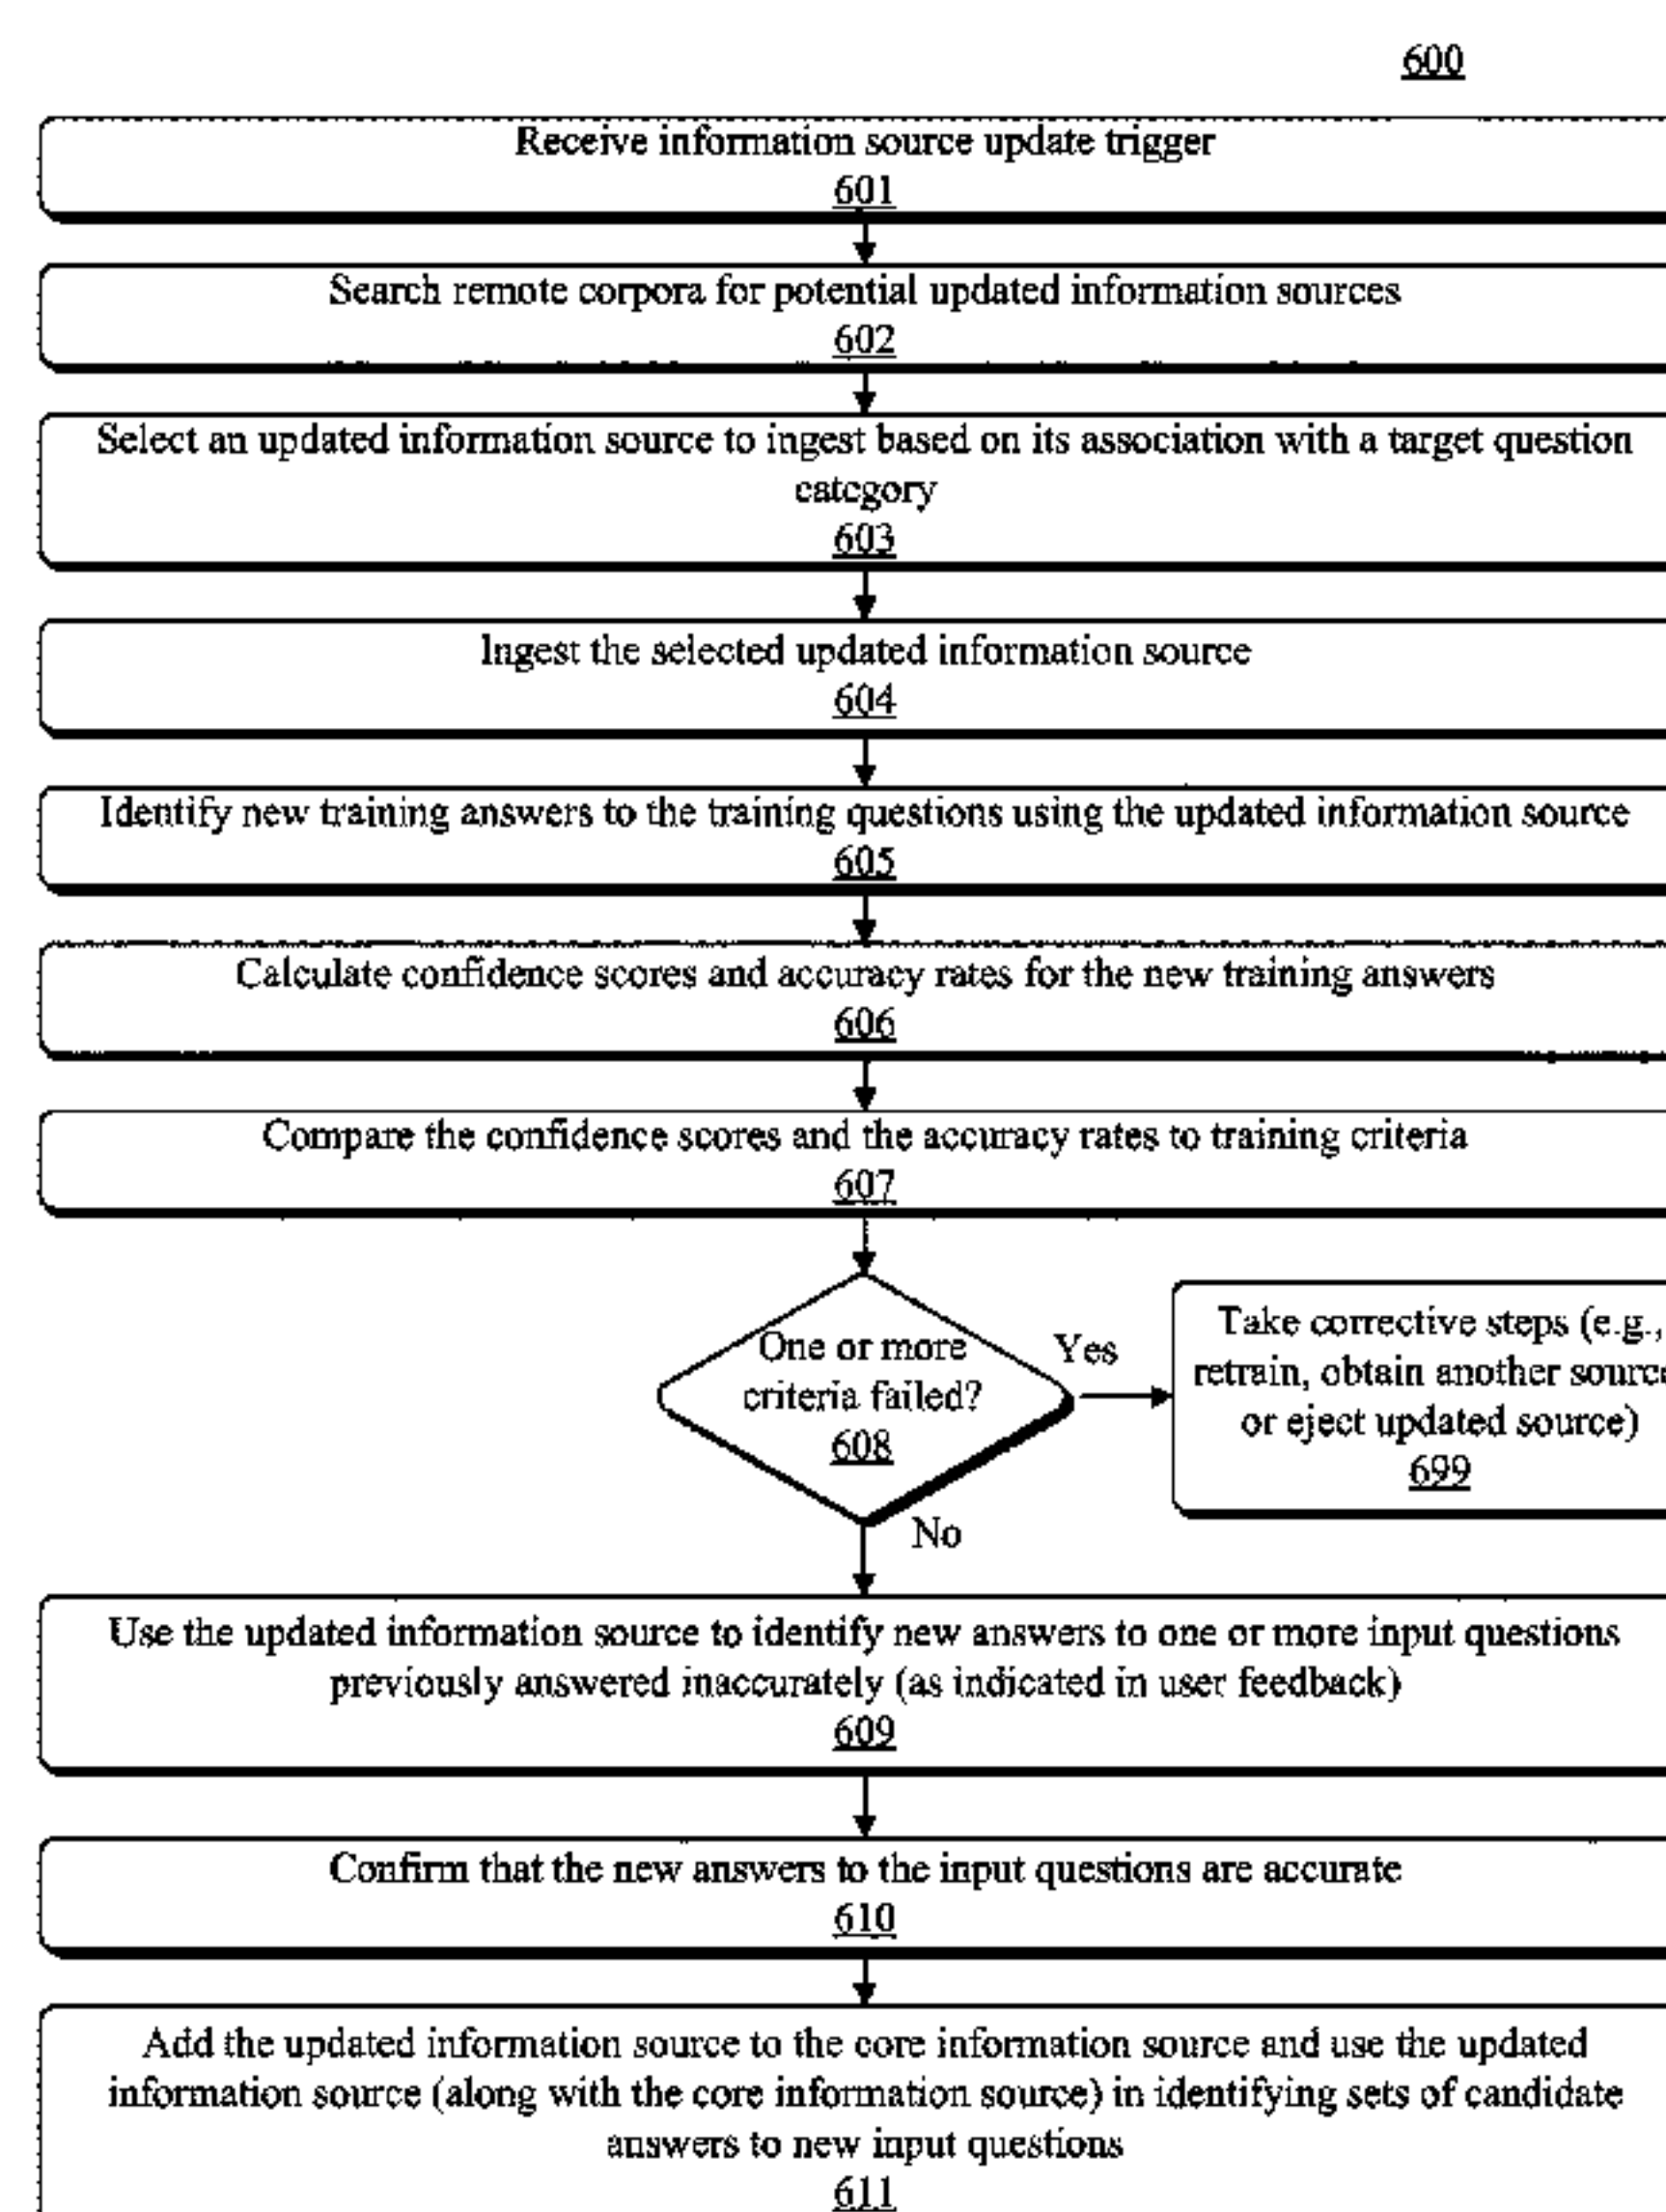 600
Receive information source update trigger
601
Search remote corpora for potential updated information sources
602
Select an updated information source to ingest based on its association with a target question
category
603
Ingest the selected updated information source
604
Identify new training answers to the training questions using the updated information source
605
Calculate confidence scores and accuracy rates for the new training answers
606
Compare the confidence scores and the accuracy rates to training criteria
607
One or more
criteria failed?
608
Yes
Take corrective steps (e.g.,
retrain, obtain another source
or eject updated source)
699
No
Use the updated information source to identify new answers to one or more input questions
previously answered inaccurately (as indicated in user feedback)
609
Confirm that the new answers to the input questions are accurate
610
Add the updated information source to the core information source and use the updated
information source (along with the core information source) in identifying sets of candidate
answers to new input questions
611